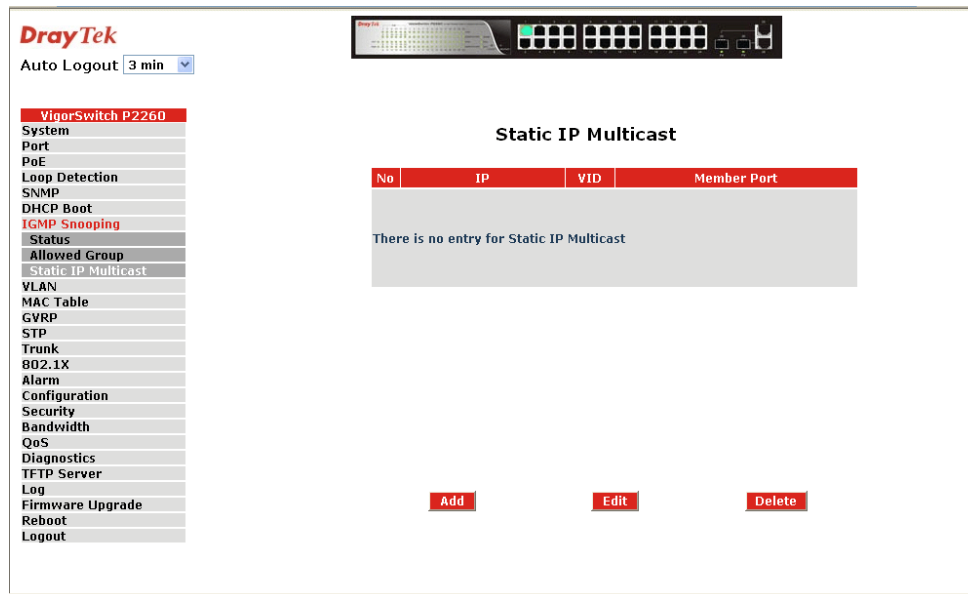 DrayTek
Auto Logout 3 min
VigorSwitch P2260
System
Port
PoE
Loop Detection
SNMP
DHCP Boot
IGMP Snooping
Status
Allowed Group
Static IP Multicast
VLAN
MAC Table
GVRP
STP
Trunk
802.1X
Alarm
Configuration
Security
Bandwidth
QoS
Diagnostics
TFTP Server
Log
Firmware Upgrade
Reboot
Logout
Dray Tek
Static IP Multicast
No IP VID Member Port
There is no entry for Static IP Multicast
Add Edit Delete